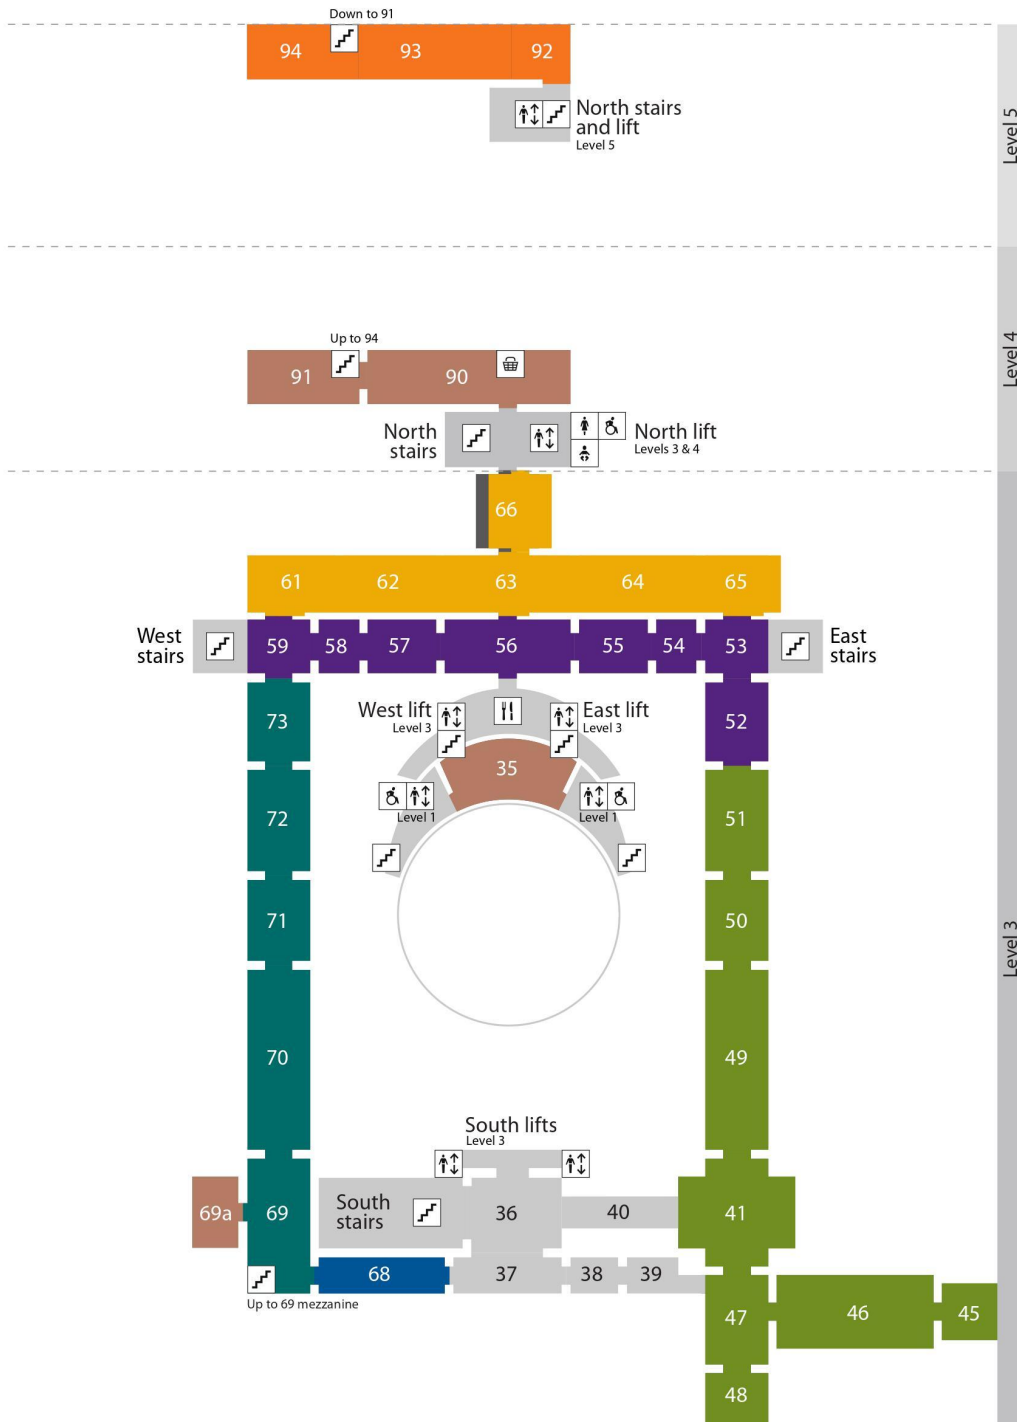 Down to 91
94
93
92
North stairs
and lift
Level 5
Level 5
Up to 94
91
90
Level 4
North
stairs
North lift
Levels 3 & 4
66
61
62
63
64
65
West
stairs
59
58
57
56
55
54
53
East
stairs
73
West lift
Level 3
East lift
Level 3
52
35
72
Level 1
Level 1
51
71
50
Level 3
70
49
South lifts
Level 3
69a
69
South
stairs
36
40
41
68
37
38
39
Up to 69 mezzanine
47
46
45
48